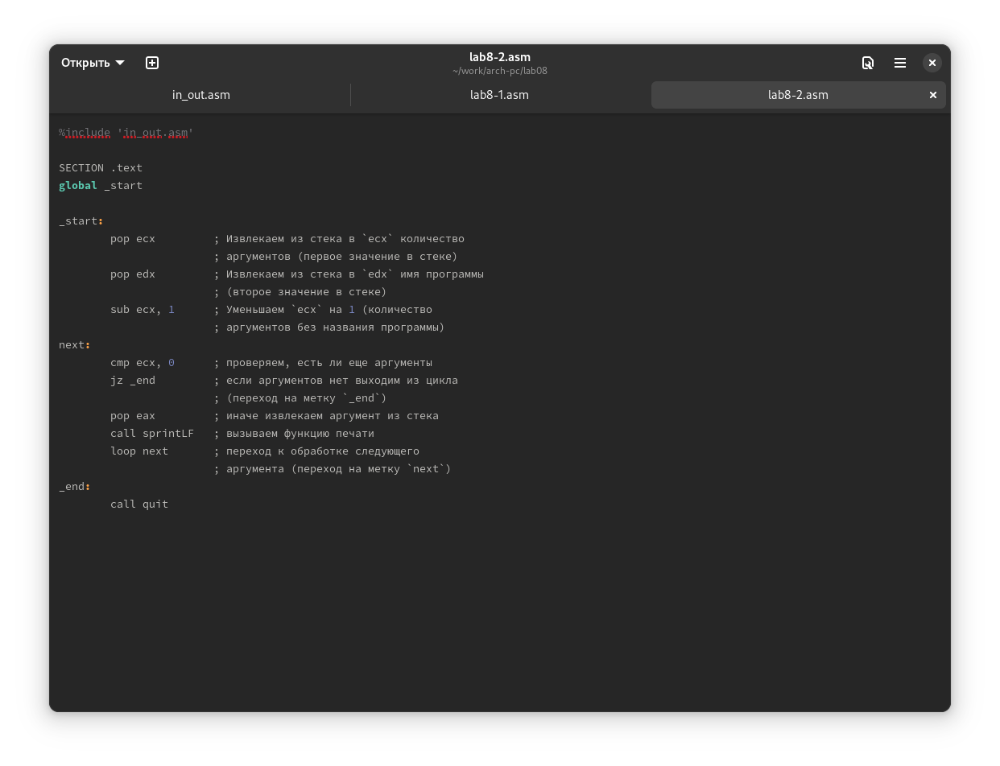 Открыть
lab8-2.asm
~/work/arch-pc/lab08
in_out.asm
lab8-1.asm
lab8-2.asm
%include 'in_out.asm'
SECTION .text
global _start
_start:
pop ecx ; Извлекаем из стека в `ecx` количество
; аргументов (первое значение в стеке)
pop edx ; Извлекаем из стека в `edx` имя программы
; (второе значение в стеке)
sub ecx, 1 ; Уменьшаем `ecx` на 1 (количество
; аргументов без названия программы)
next:
cmp ecx, 0 ; проверяем, есть ли еще аргументы
jz _end ; если аргументов нет выходим из цикла
; (переход на метку `_end`)
pop eax ; иначе извлекаем аргумент из стека
call sprintLF ; вызываем функцию печати
loop next ; переход к обработке следующего
; аргумента (переход на метку `next`)
_end:
call quit